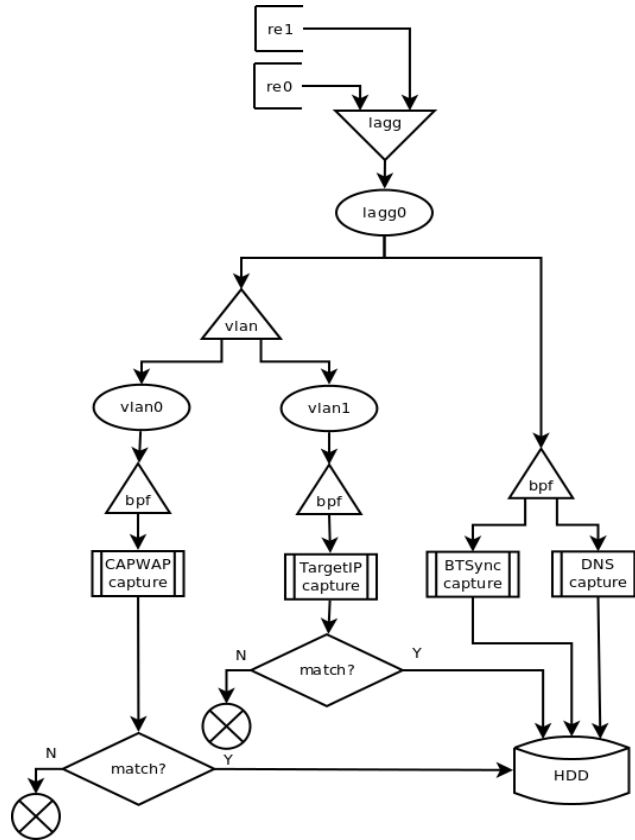 re1
re0
lagg
lagg0
vlan
vlan0
vlan1
bpf
bpf
bpf
CAPWAP
capture
TargetIP
capture
BTSync
capture
DNS
capture
N
match?
Y
N
match?
Y
HDD